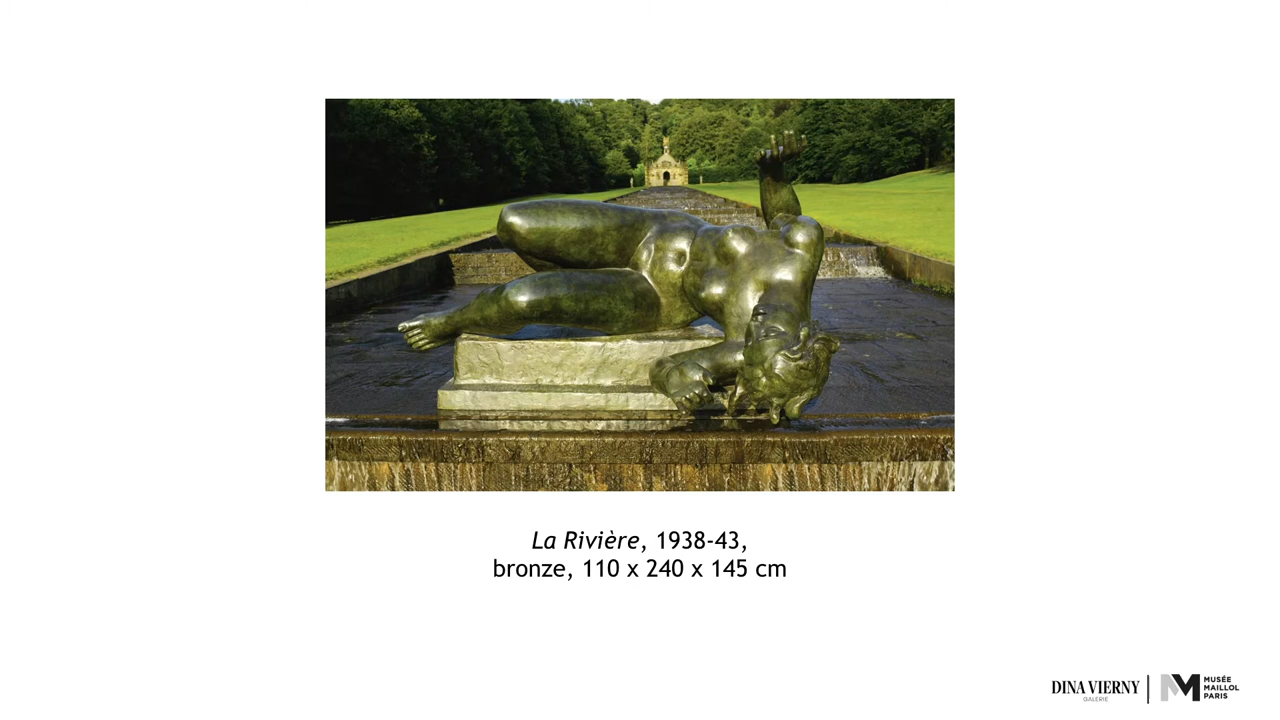 La Rivière, 1938-43,
bronze, 110 x 240 x 145 cm
DINA VIERNY
GALERIE
MUSÉE
MAILLOL
PARIS